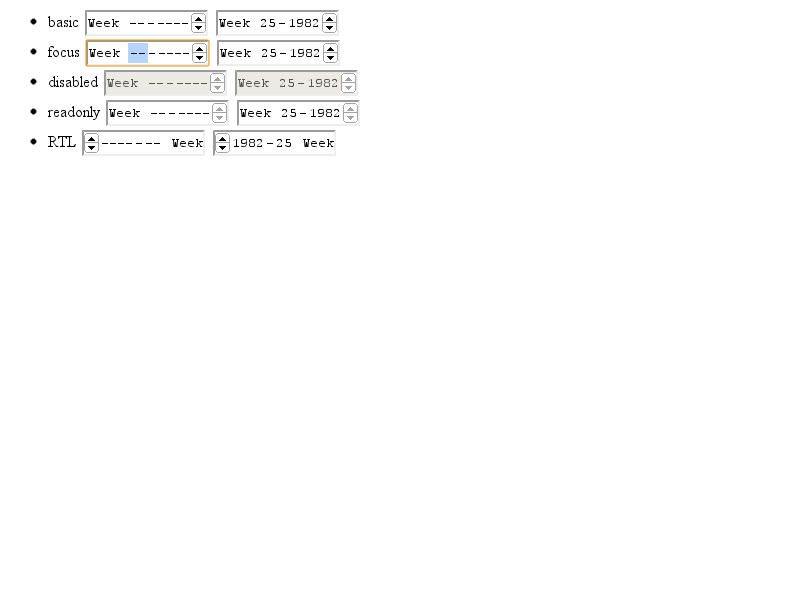 basic Week ------- Week 25-1982
focus Week ------- Week 25-1982
disabled Week ------- Week 25-1982
readonly Week ------- Week 25-1982
RTL ------- Week 1982-25 Week